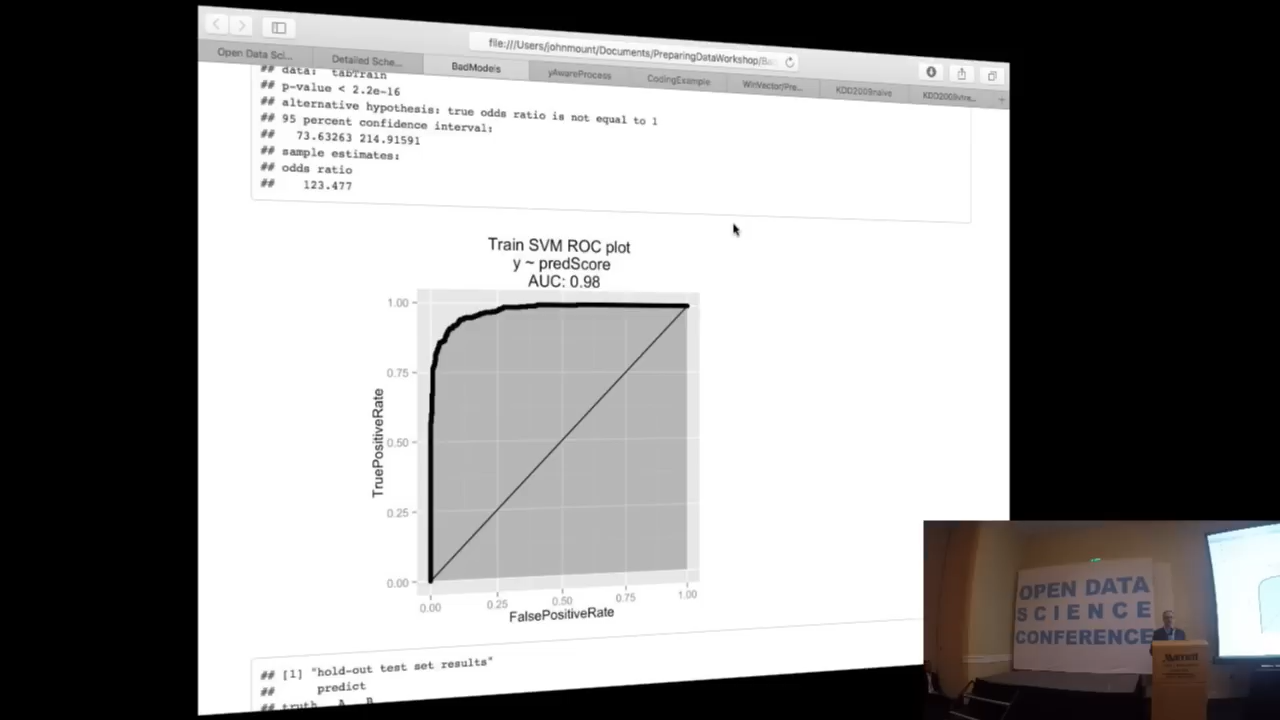 file:///Users/johnmount/Documents/PreparingDataWorkshop/Ba
Open Data Sci...
Detailed Sche...
BadModels
yAwareProcess
CodingExample
WinVector/Pre...
KDD2009naive
KDD2009vtre...
## data:  tabTrain
## p-value < 2.2e-16
## alternative hypothesis: true odds ratio is not equal to 1
## 95 percent confidence interval:
##   73.63263 214.91591
## sample estimates:
## odds ratio
##    123.477
Train SVM ROC plot
y ~ predScore
AUC: 0.98
1.00
0.75
0.50
0.25
0.00
TruePositiveRate
0.00 0.25 0.50 0.75 1.00
FalsePositiveRate
## [1] "hold-out test set results"
##      predict
## truth   A   B
OPEN DATA
SCIENCE
CONFERENCE
Marriott